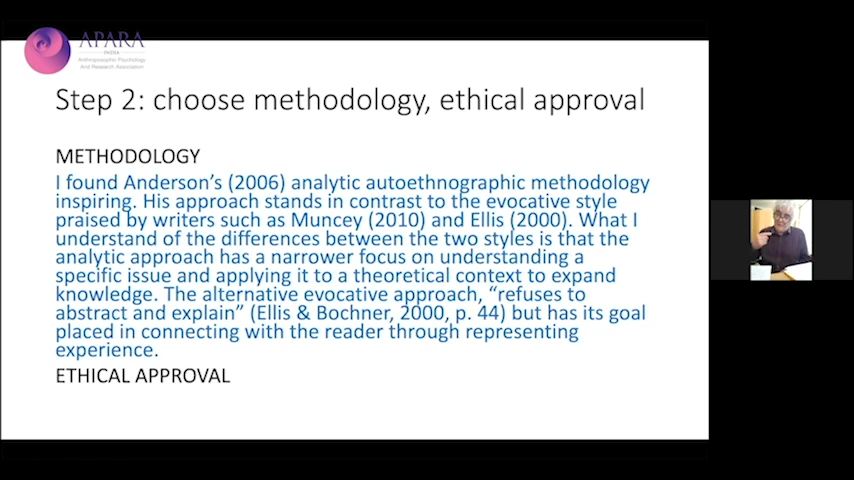 APARA
INDIA
Anthroposophic Psychology
And Research Association
Step 2: choose methodology, ethical approval
METHODOLOGY
I found Anderson's (2006) analytic autoethnographic methodology
inspiring. His approach stands in contrast to the evocative style
praised by writers such as Muncey (2010) and Ellis (2000). What I
understand of the differences between the two styles is that the
analytic approach has a narrower focus on understanding a
specific issue and applying it to a theoretical context to expand
knowledge. The alternative evocative approach, “refuses to
abstract and explain” (Ellis & Bochner, 2000, p. 44) but has its goal
placed in connecting with the reader through representing
experience.
ETHICAL APPROVAL